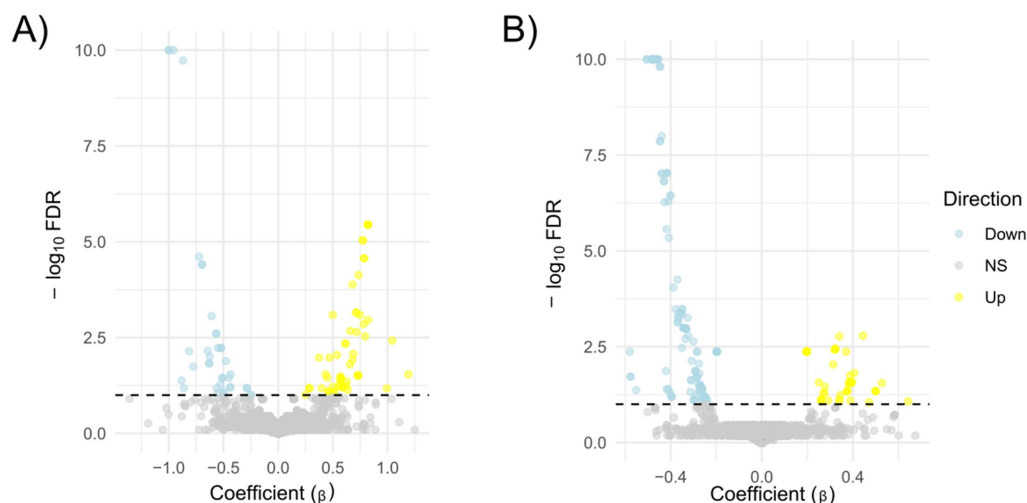 A)
10.0
7.5
5.0
2.5
0.0
− log10 FDR
−1.0
−0.5
0.0
0.5
1.0
Coefficient (β)
B)
10.0
7.5
5.0
2.5
0.0
− log10 FDR
−0.4
0.0
0.4
Coefficient (β)
Direction
Down
NS
Up